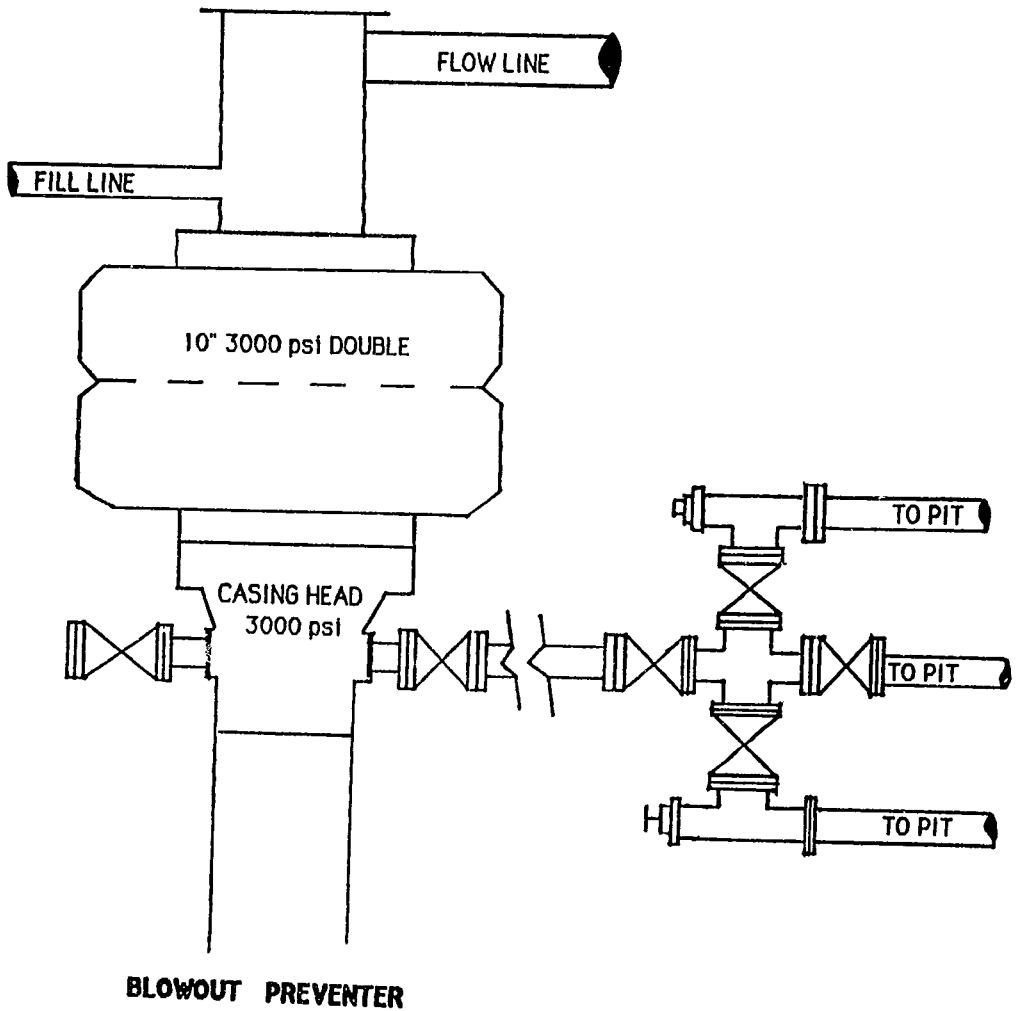 FLOW LINE
FILL LINE
10" 3000 psi DOUBLE
TO PIT
CASING HEAD
3000 psi
TO PIT
TO PIT
BLOWOUT PREVENTER